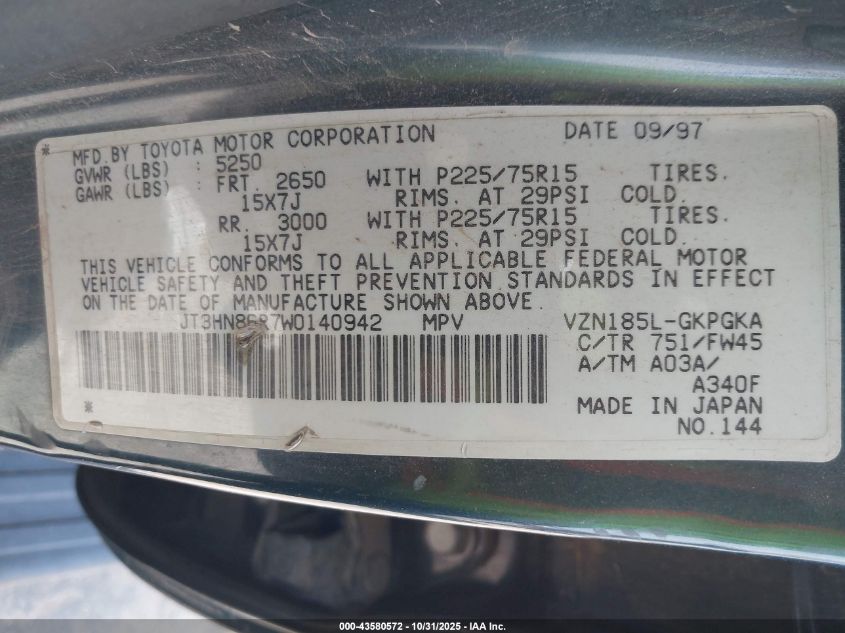 * MFD.BY TOYOTA MOTOR CORPORATION DATE 09/97
GVWR (LBS) : 5250
GAWR (LBS) : FRT. 2650 WITH P225/75R15 TIRES.
15X7J RIMS. AT 29PSI COLD.
RR. 3000 WITH P225/75R15 TIRES.
15X7J RIMS. AT 29PSI COLD.
THIS VEHICLE CONFORMS TO ALL APPLICABLE FEDERAL MOTOR
VEHICLE SAFETY AND THEFT PREVENTION STANDARDS IN EFFECT
ON THE DATE OF MANUFACTURE SHOWN ABOVE.
JT3HN86R7W0140942 MPV VZN185L-GKPGKA
C/TR 751/FW45
A/TM A03A/
A340F
* MADE IN JAPAN
NO.144
000-43580572 - 10/31/2025 - IAA Inc.